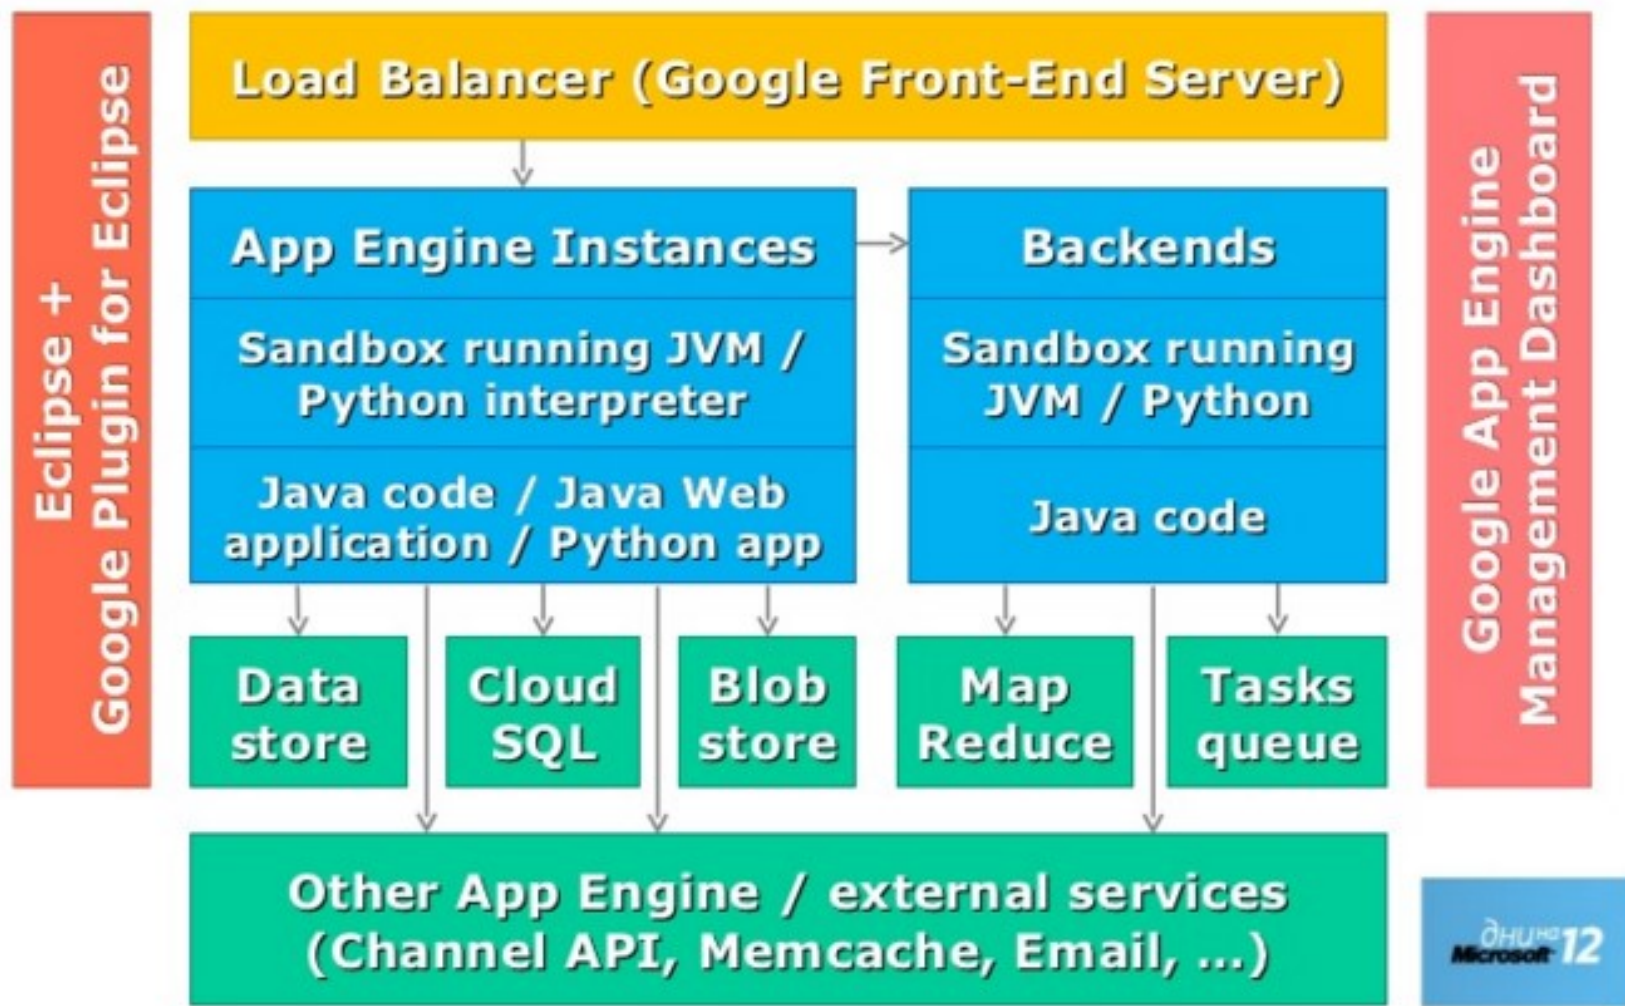 Eclipse +
Google Plugin for Eclipse
Load Balancer (Google Front-End Server)
App Engine Instances
Sandbox running JVM /
Python interpreter
Java code / Java Web
application / Python app
Backends
Sandbox running
JVM / Python
Java code
Data
store
Cloud
SQL
Blob
store
Map
Reduce
Tasks
queue
Other App Engine / external services
(Channel API, Memcache, Email, ...)
Google App Engine
Management Dashboard
дни на
Microsoft 12